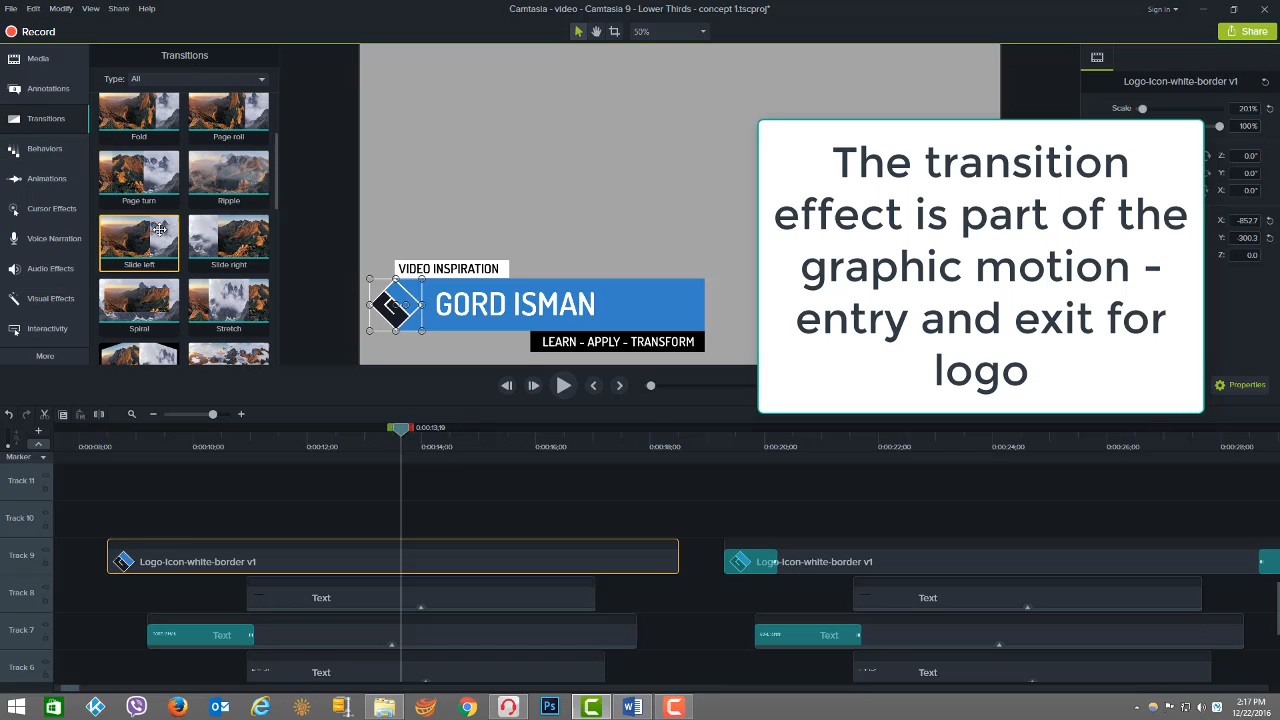 File Edit Modify View Share Help
Camtasia - video - Camtasia 9 - Lower Thirds - concept 1.tscproj*
Sign in
Record
50%
Share
Media
Annotations
Transitions
Behaviors
Animations
Cursor Effects
Voice Narration
Audio Effects
Visual Effects
Interactivity
More
Transitions
Type: All
Fold Page roll
Page turn Ripple
Slide left Slide right
Spiral Stretch
VIDEO INSPIRATION
GORD ISMAN
LEARN - APPLY - TRANSFORM
Logo-Icon-white-border v1
Scale 20.1%
100%
Z: 0.0°
Y: 0.0°
X: 0.0°
X: -852.7
Y: -300.3
Z: 0.0
The transition
effect is part of the
graphic motion -
entry and exit for
logo
Properties
0:00:13;19
0:00:08;00 0:00:10;00 0:00:12;00 0:00:14;00 0:00:16;00 0:00:18;00 0:00:20;00 0:00:22;00 0:00:24;00 0:00:26;00 0:00:28;00
Marker
Track 11
Track 10
Track 9 Logo-Icon-white-border v1 Logo-Icon-white-border v1
Track 8 Text Text
Track 7 Text Text
Track 6 Text Text
Ps
2:17 PM
12/22/2016